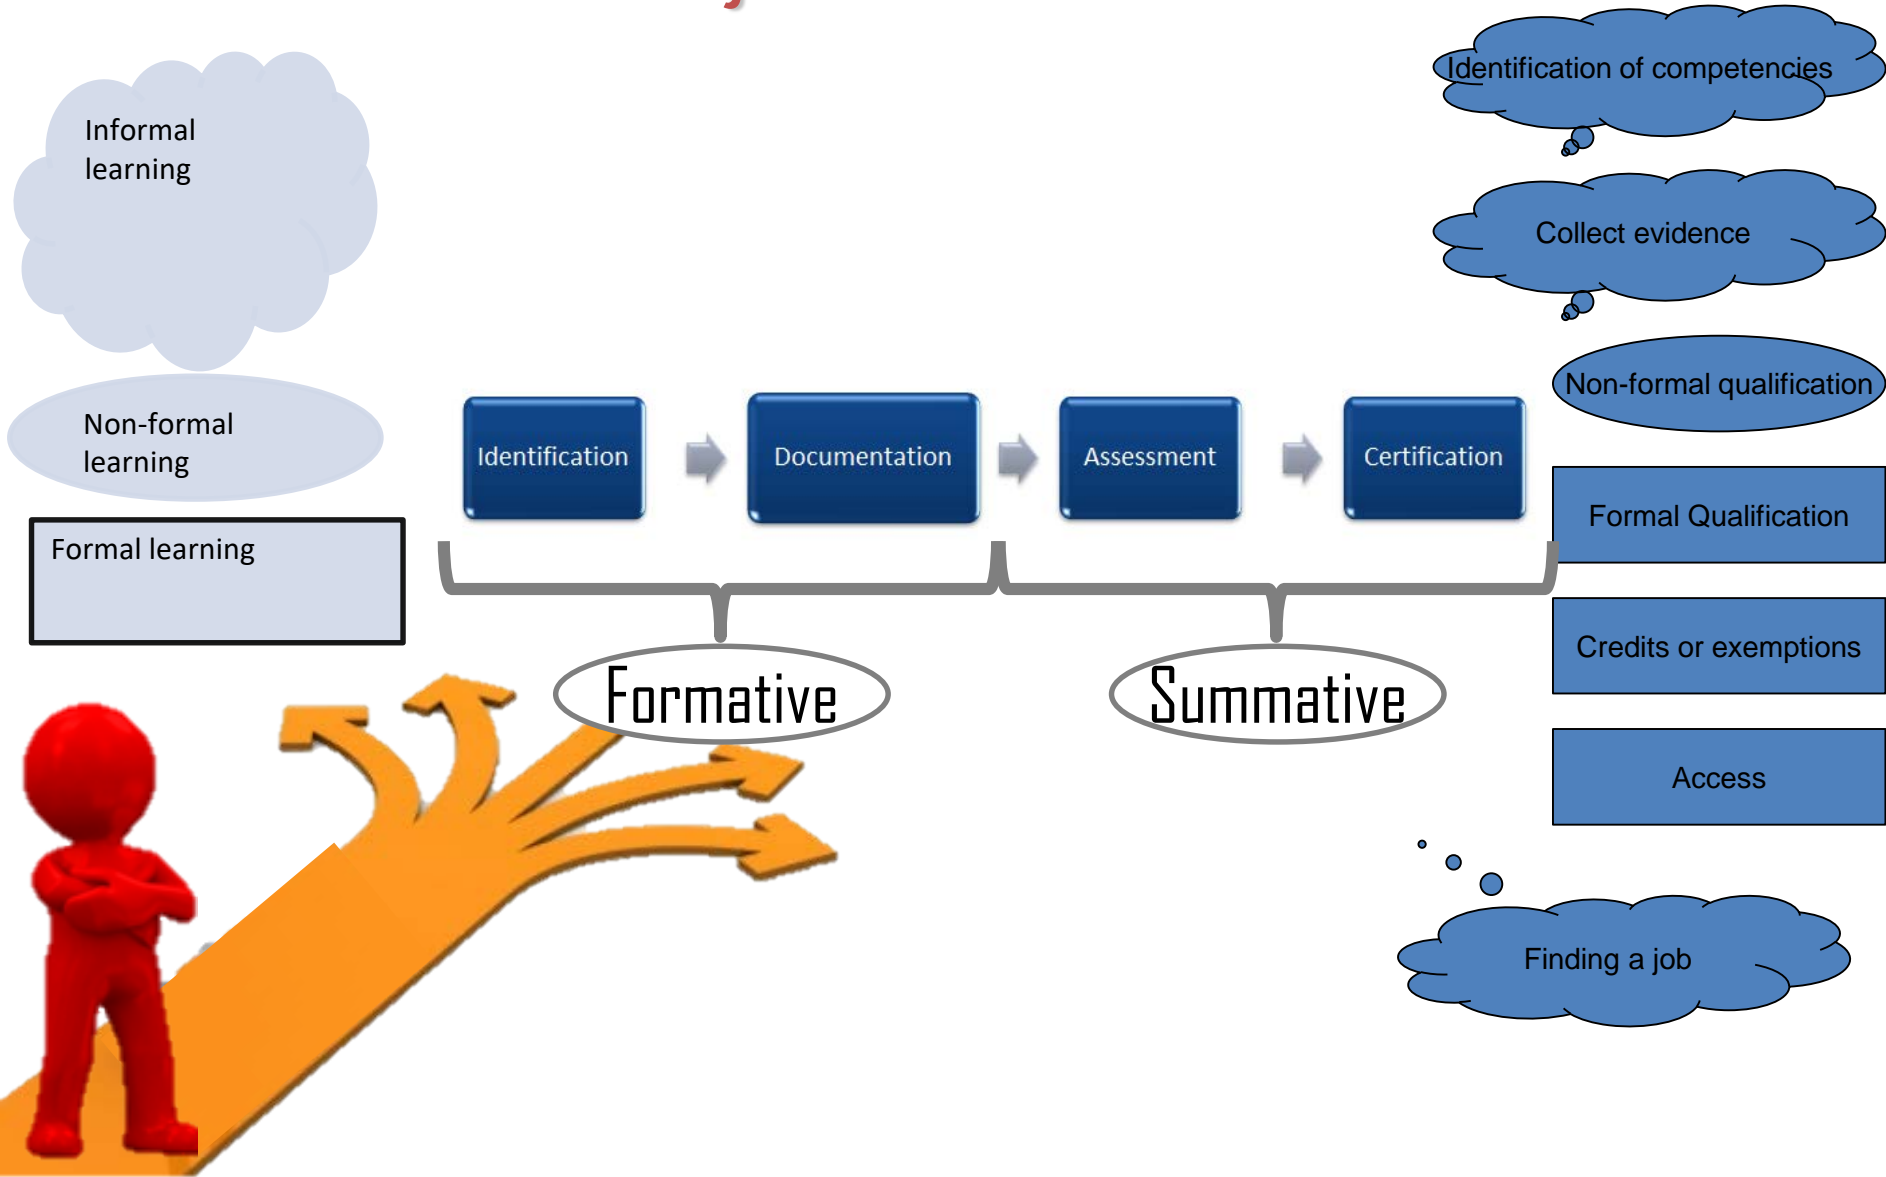 Informal
learning
Non-formal
learning
Formal learning
Identification
Documentation
Assessment
Certification
Formative
Summative
Identification of competencies
Collect evidence
Non-formal qualification
Formal Qualification
Credits or exemptions
Access
Finding a job